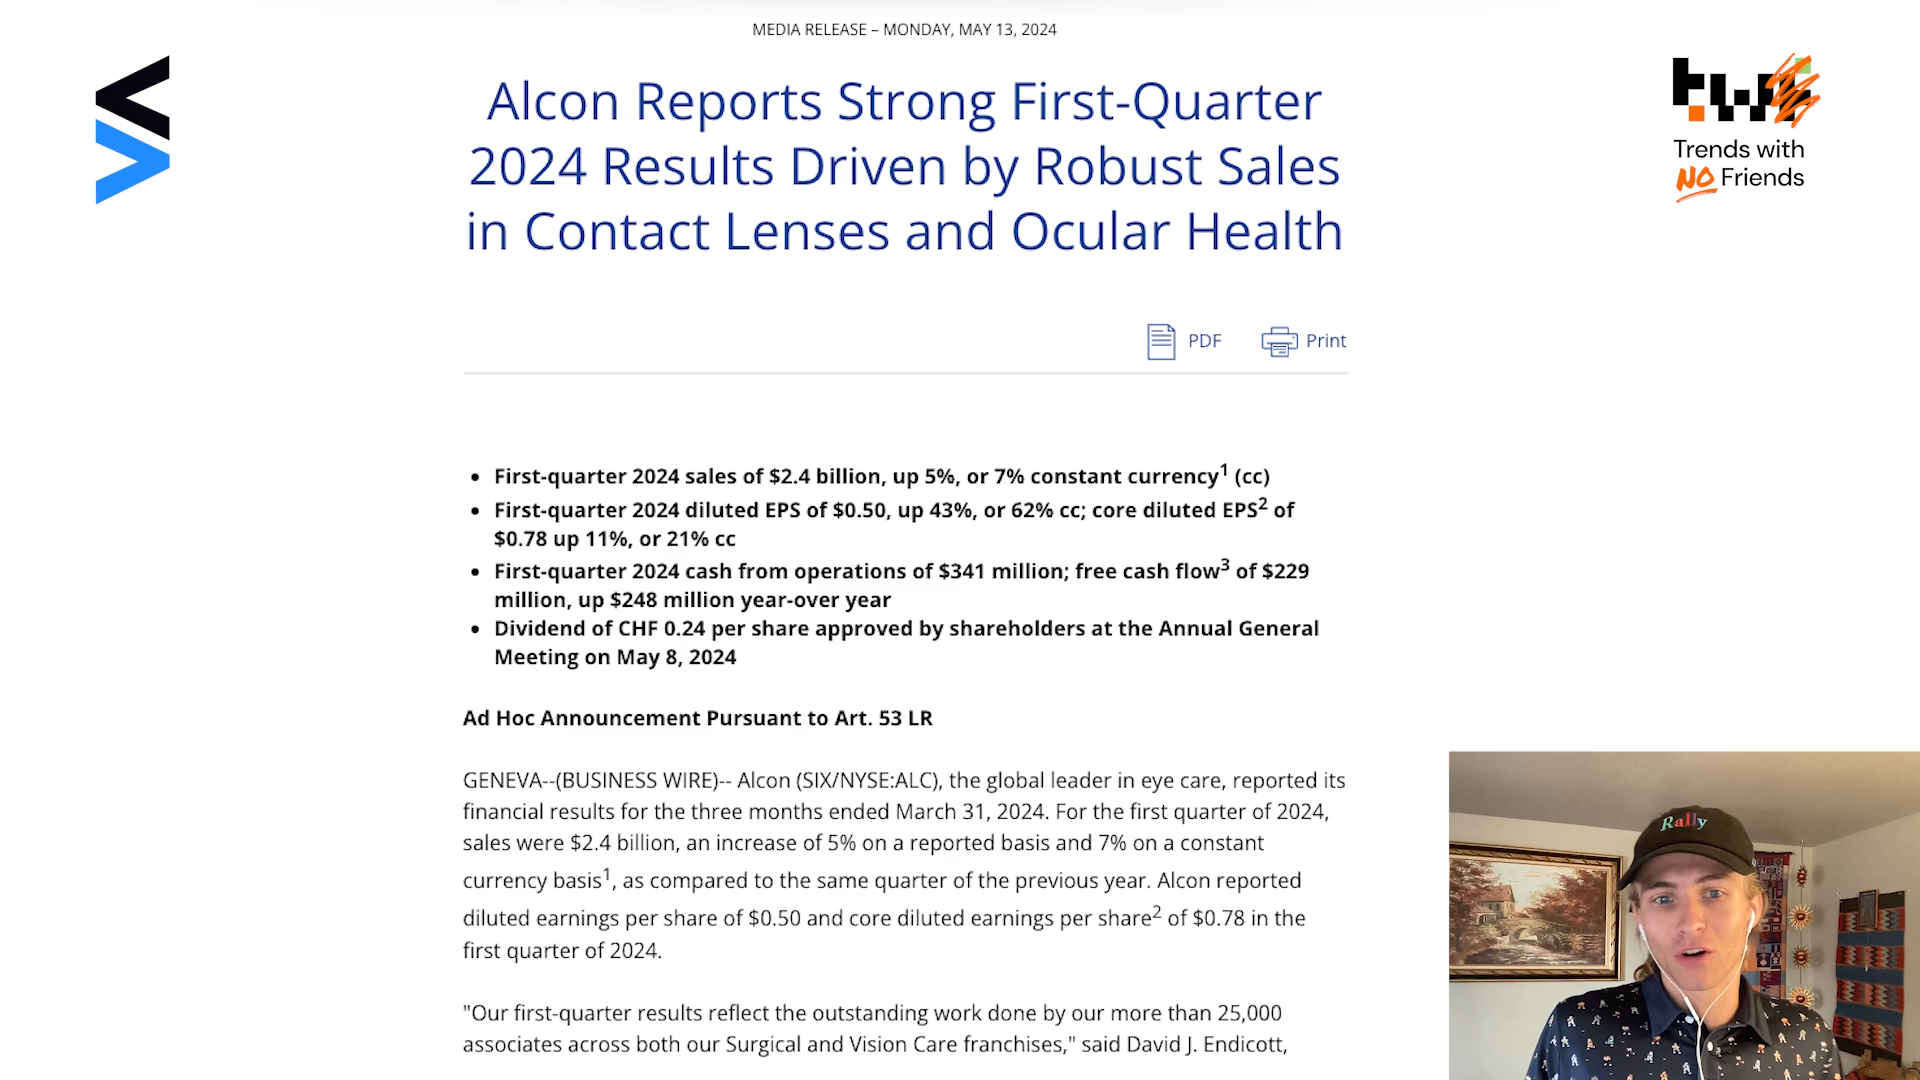 MEDIA RELEASE – MONDAY, MAY 13, 2024
Alcon Reports Strong First-Quarter
2024 Results Driven by Robust Sales
in Contact Lenses and Ocular Health
twf
Trends with
NO Friends
PDF
Print
• First-quarter 2024 sales of $2.4 billion, up 5%, or 7% constant currency1 (cc)
• First-quarter 2024 diluted EPS of $0.50, up 43%, or 62% cc; core diluted EPS2 of
$0.78 up 11%, or 21% cc
• First-quarter 2024 cash from operations of $341 million; free cash flow3 of $229
million, up $248 million year-over year
• Dividend of CHF 0.24 per share approved by shareholders at the Annual General
Meeting on May 8, 2024
Ad Hoc Announcement Pursuant to Art. 53 LR
GENEVA--(BUSINESS WIRE)-- Alcon (SIX/NYSE:ALC), the global leader in eye care, reported its
financial results for the three months ended March 31, 2024. For the first quarter of 2024,
sales were $2.4 billion, an increase of 5% on a reported basis and 7% on a constant
currency basis1, as compared to the same quarter of the previous year. Alcon reported
diluted earnings per share of $0.50 and core diluted earnings per share2 of $0.78 in the
first quarter of 2024.
"Our first-quarter results reflect the outstanding work done by our more than 25,000
associates across both our Surgical and Vision Care franchises," said David J. Endicott,
Rally